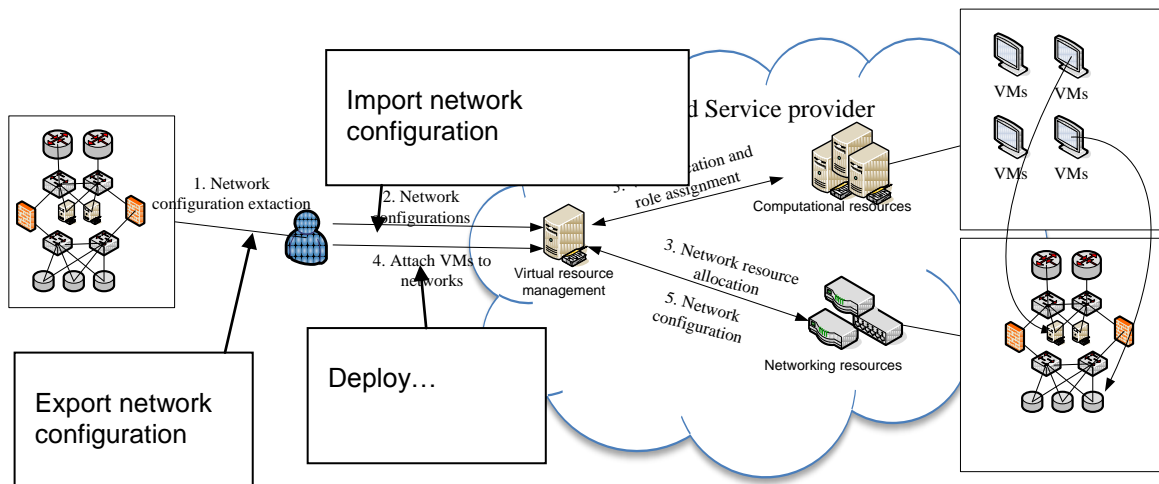 Import network
configuration
d Service provider
VMs
VMs
VMs
VMs
1. Network
configuration extaction
2. Network
configurations
4. Attach VMs to
networks
Virtual resource
management
role assignment
Computational resources
3. Network resource
allocation
5. Network
configuration
Networking resources
Export network
configuration
Deploy…